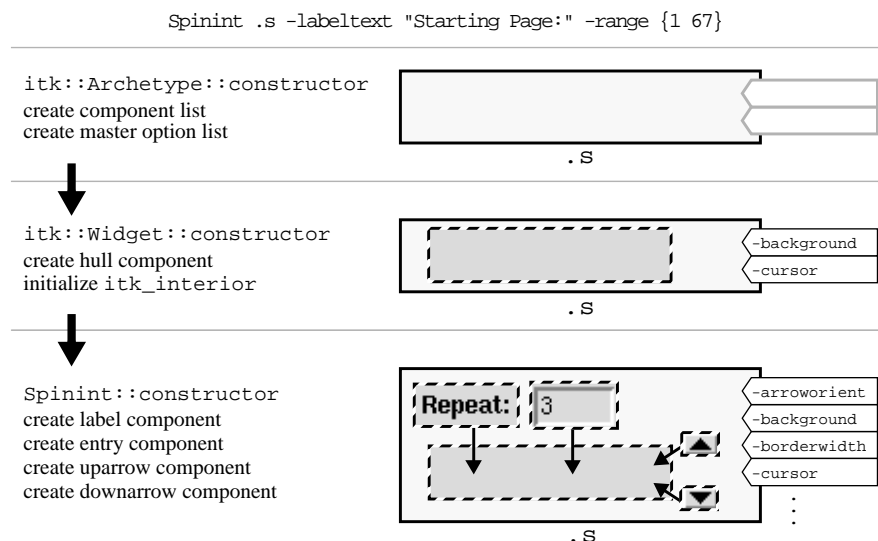 Spinint .s -labeltext "Starting Page:" -range {1 67}
itk::Archetype::constructor
create component list
create master option list
.s
itk::Widget::constructor
create hull component
initialize itk_interior
-background
-cursor
.s
Spinint::constructor
create label component
create entry component
create uparrow component
create downarrow component
Repeat:
3
-arroworient
-background
-borderwidth
-cursor
.s